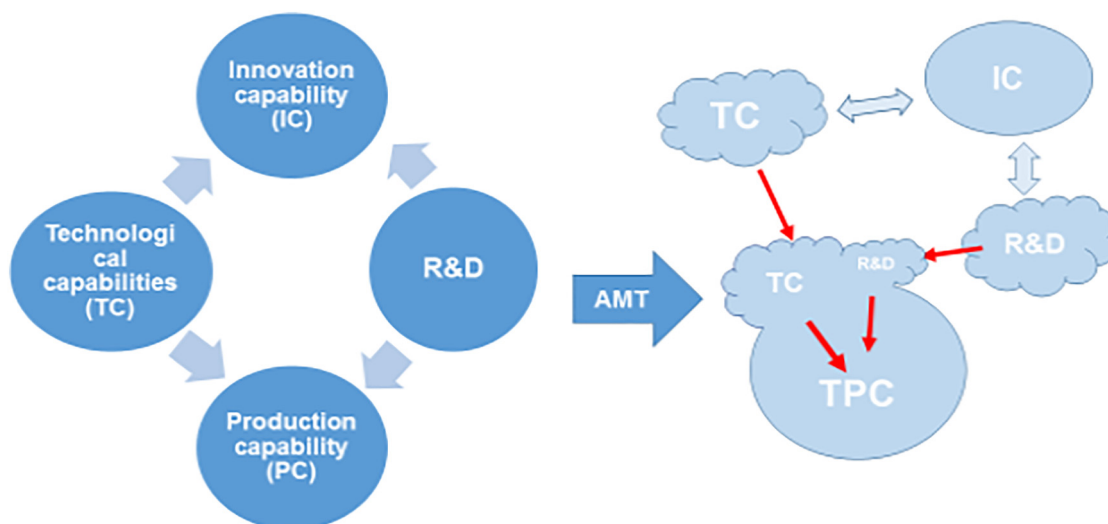 Innovation
capability
(IC)
Technologi
cal
capabilities
(TC)
R&D
Production
capability
(PC)
AMT
TC
IC
R&D
TC
R&D
TPC